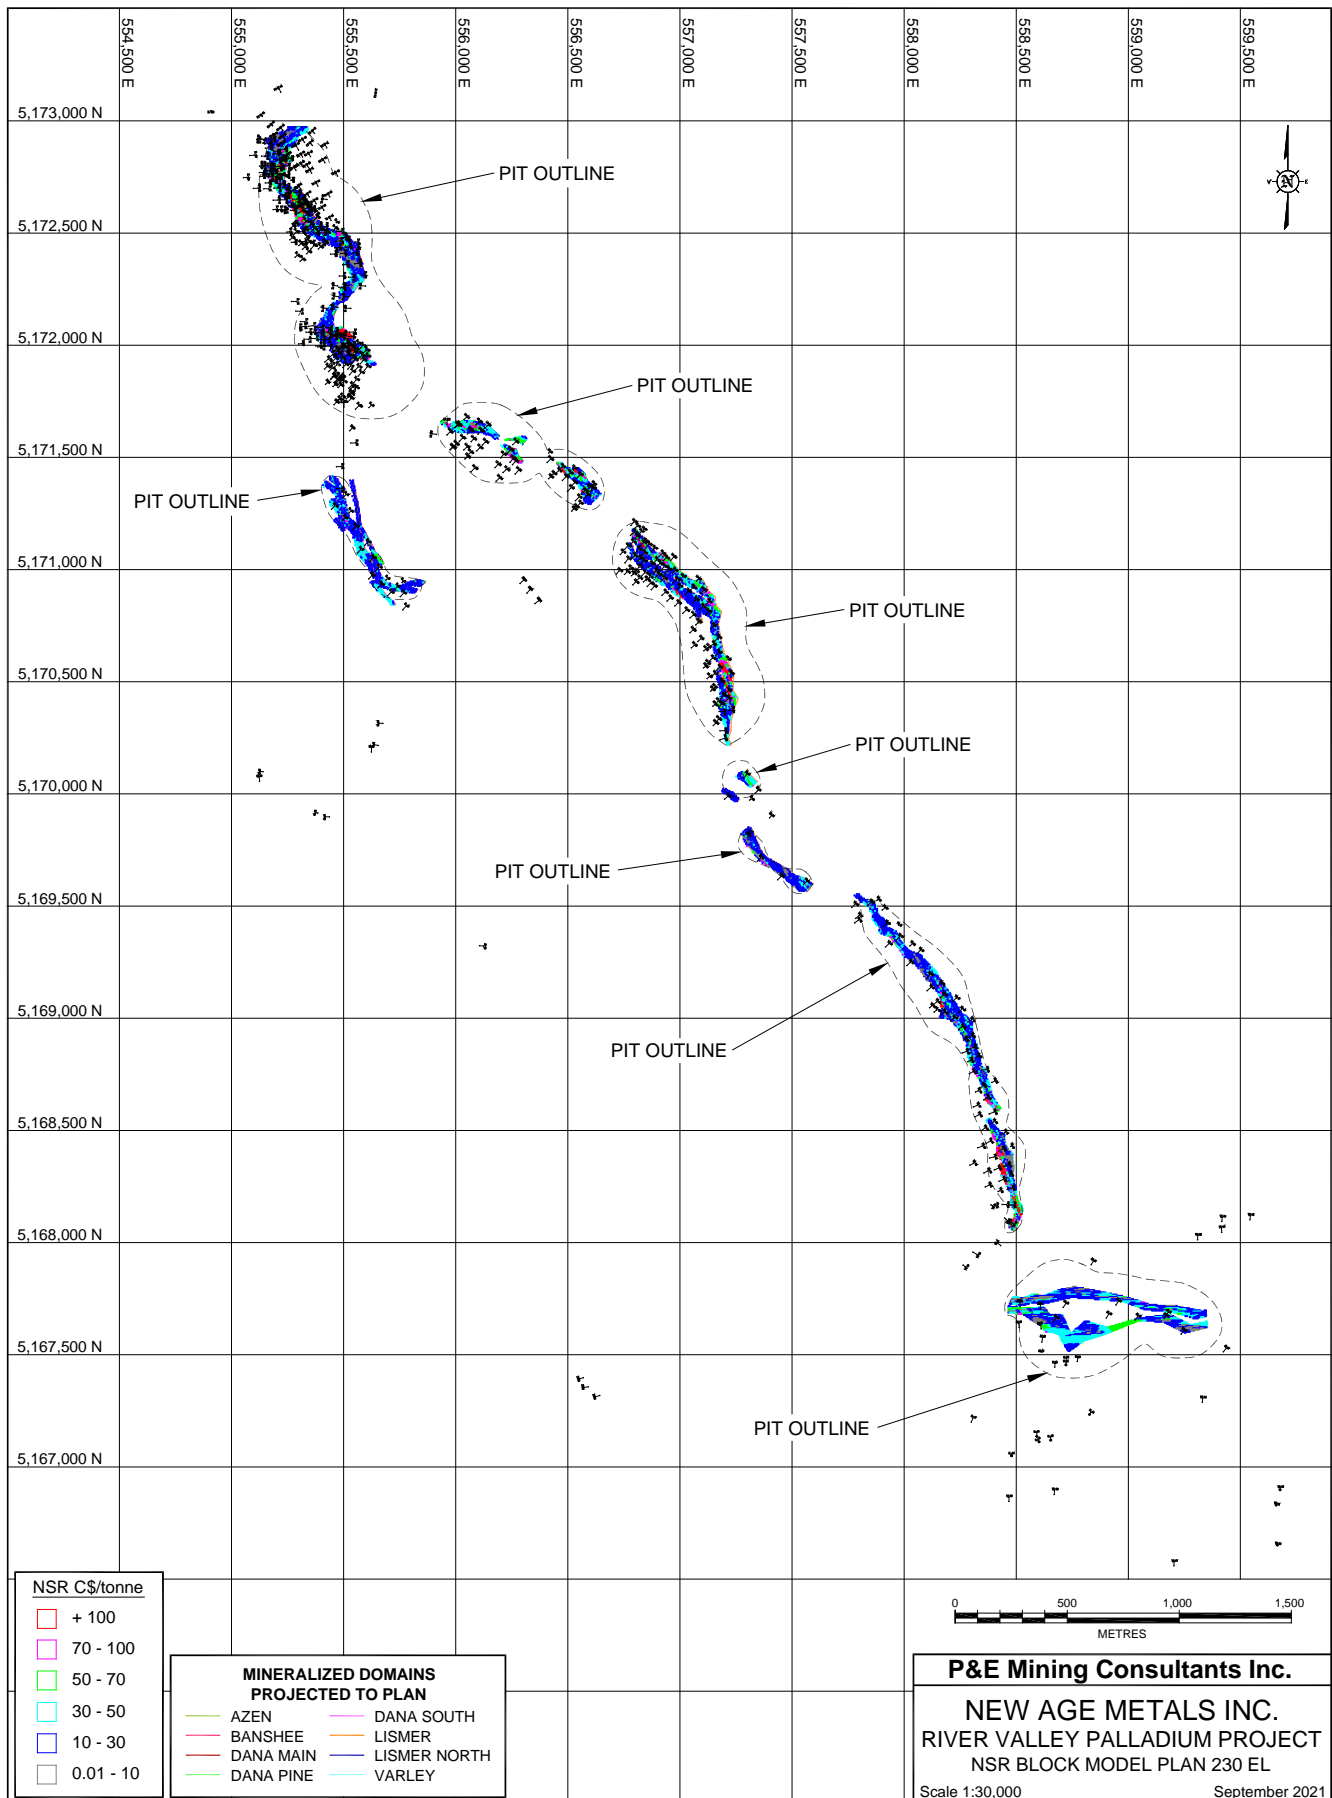 554,500 E
555,000 E
555,500 E
556,000 E
556,500 E
557,000 E
557,500 E
558,000 E
558,500 E
559,000 E
559,500 E
5,173,000 N
PIT OUTLINE
N
5,172,500 N
5,172,000 N
PIT OUTLINE
5,171,500 N
PIT OUTLINE
5,171,000 N
PIT OUTLINE
5,170,500 N
PIT OUTLINE
5,170,000 N
PIT OUTLINE
5,169,500 N
5,169,000 N
PIT OUTLINE
5,168,500 N
5,168,000 N
5,167,500 N
PIT OUTLINE
5,167,000 N
NSR C$/tonne
+ 100
70 - 100
50 - 70
30 - 50
10 - 30
0.01 - 10
MINERALIZED DOMAINS
PROJECTED TO PLAN
AZEN
BANSHEE
DANA MAIN
DANA PINE
DANA SOUTH
LISMER
LISMER NORTH
VARLEY
0 500 1,000 1,500
METRES
P&E Mining Consultants Inc.
NEW AGE METALS INC.
RIVER VALLEY PALLADIUM PROJECT
NSR BLOCK MODEL PLAN 230 EL
Scale 1:30,000 September 2021